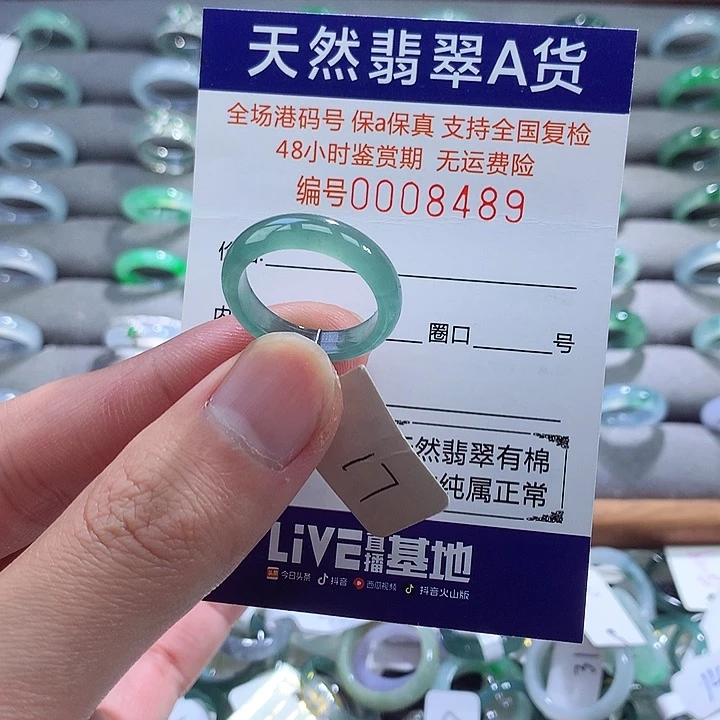 天然翡翠A货
全场港码号 保a保真 支持全国复检
48小时鉴赏期 无运费险
编号0008489
圈口 号
17
然翡翠有棉
纯属正常
LiVE直播基地
今日头条 抖音 西瓜视频 抖音火山版
31